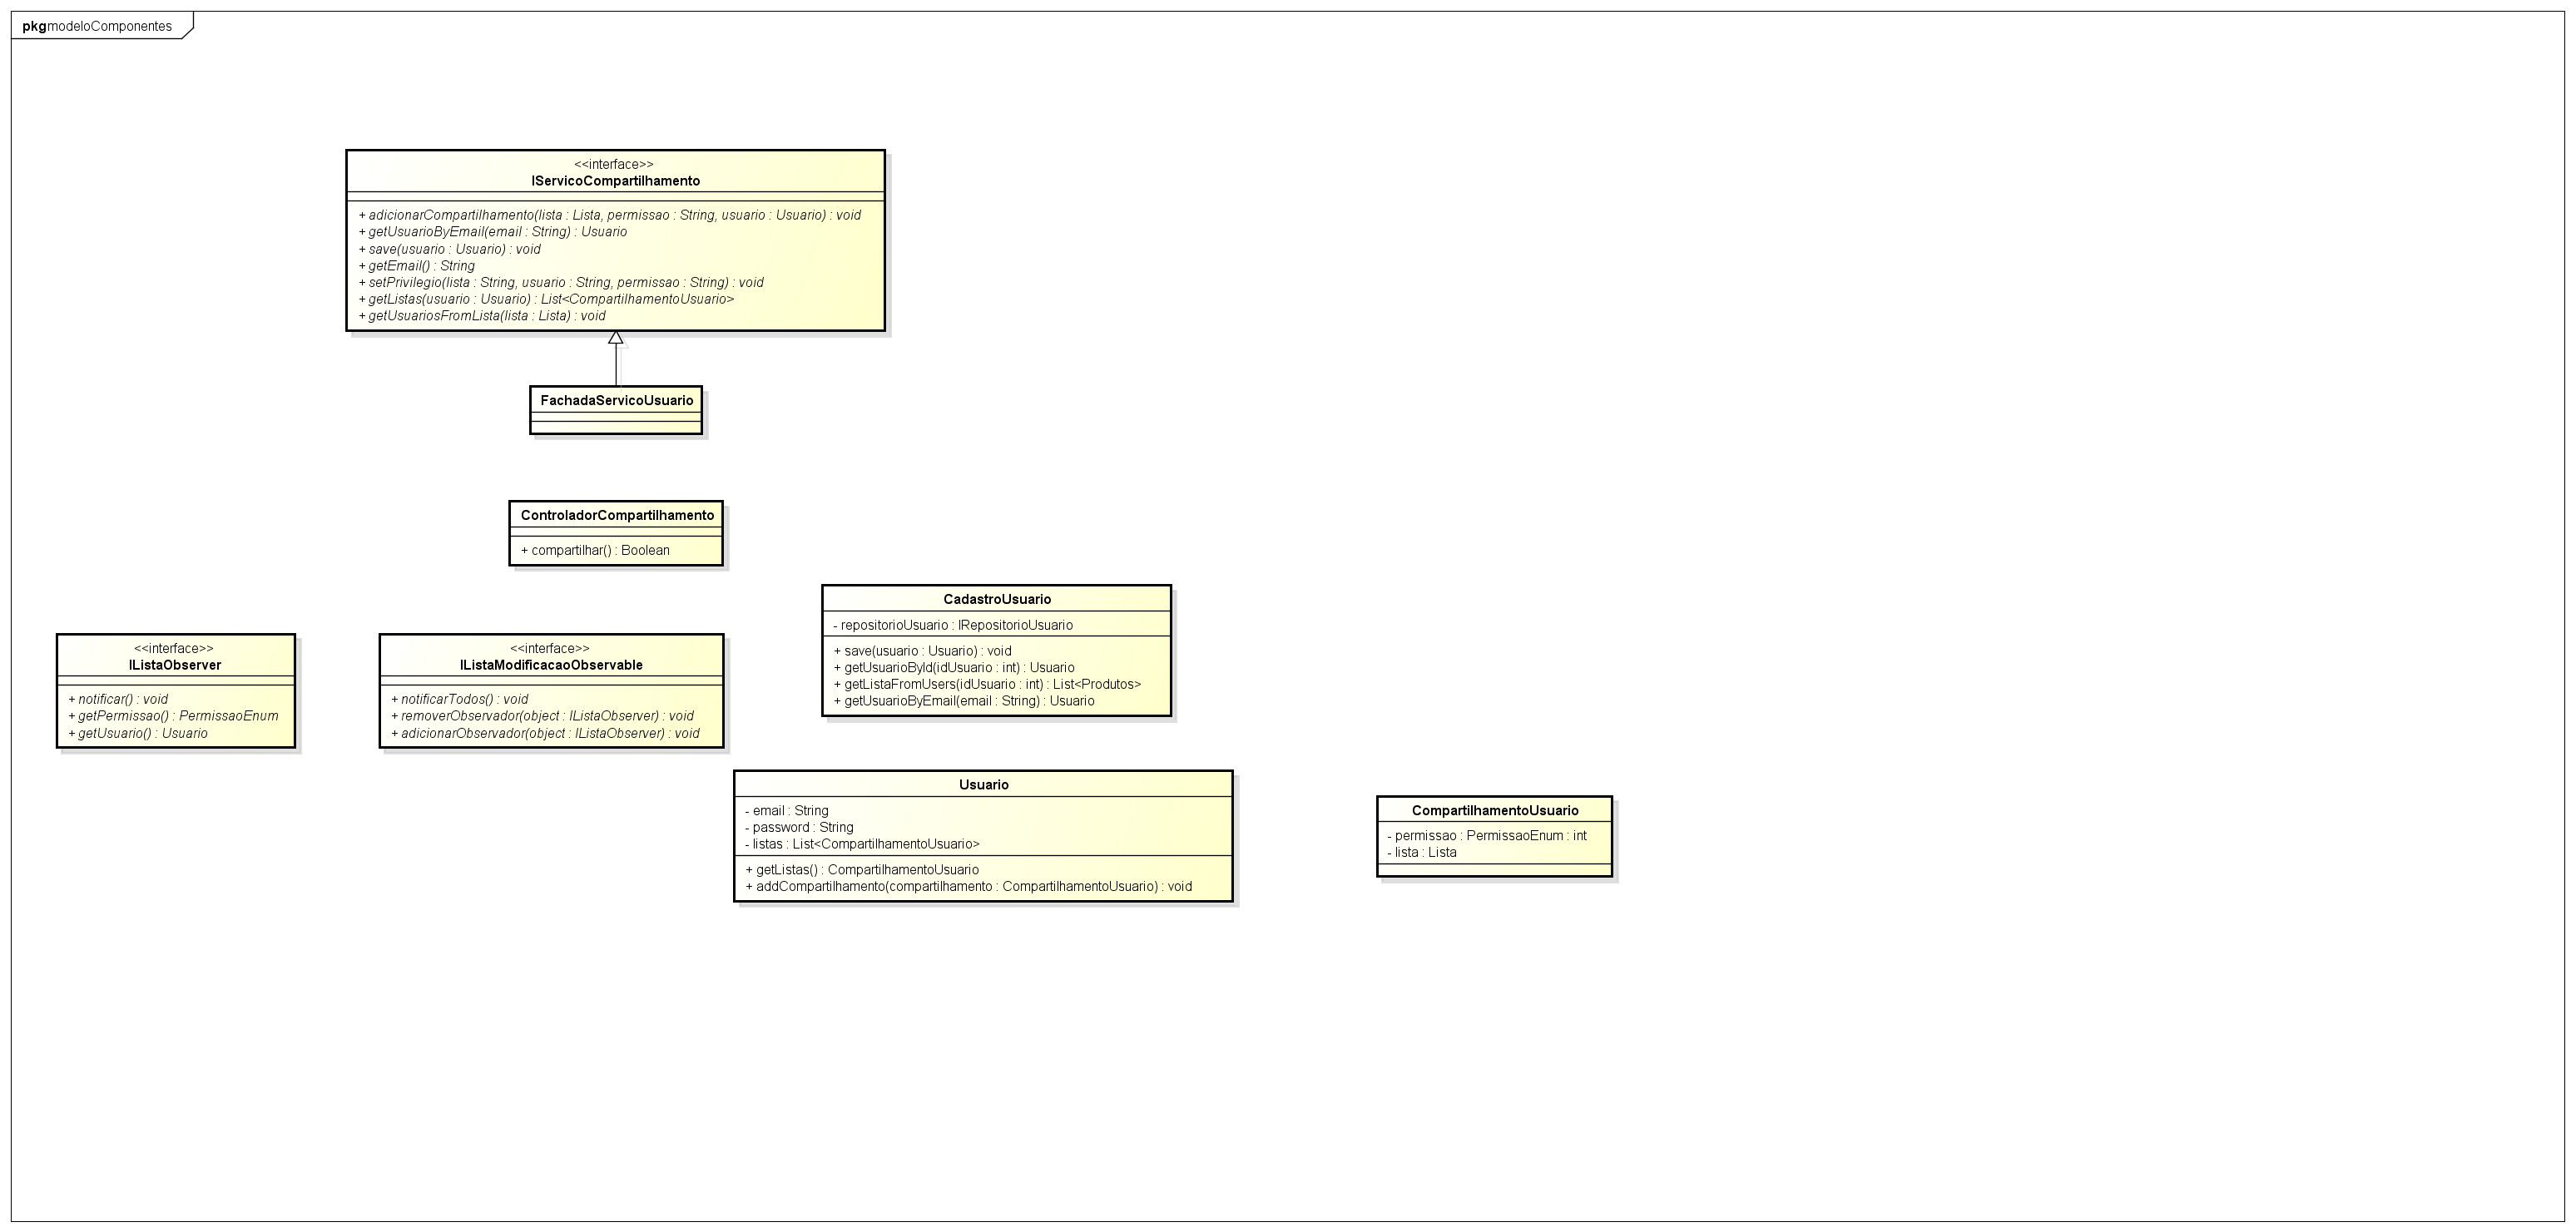 pkg modeloComponentes
<<interface>>
IServicoCompartilhamento
+ adicionarCompartilhamento(lista : Lista, permissao : String, usuario : Usuario) : void
+ getUsuarioByEmail(email : String) : Usuario
+ save(usuario : Usuario) : void
+ getEmail() : String
+ setPrivilegio(lista : String, usuario : String, permissao : String) : void
+ getListas(usuario : Usuario) : List<CompartilhamentoUsuario>
+ getUsuariosFromLista(lista : Lista) : void
FachadaServicoUsuario
ControladorCompartilhamento
+ compartilhar() : Boolean
<<interface>>
IListaObserver
+ notificar() : void
+ getPermissao() : PermissaoEnum
+ getUsuario() : Usuario
<<interface>>
IListaModificacaoObservable
+ notificarTodos() : void
+ removerObservador(object : IListaObserver) : void
+ adicionarObservador(object : IListaObserver) : void
CadastroUsuario
- repositorioUsuario : IRepositorioUsuario
+ save(usuario : Usuario) : void
+ getUsuarioById(idUsuario : int) : Usuario
+ getListaFromUsers(idUsuario : int) : List<Produtos>
+ getUsuarioByEmail(email : String) : Usuario
Usuario
- email : String
- password : String
- listas : List<CompartilhamentoUsuario>
+ getListas() : CompartilhamentoUsuario
+ addCompartilhamento(compartilhamento : CompartilhamentoUsuario) : void
CompartilhamentoUsuario
- permissao : PermissaoEnum : int
- lista : Lista